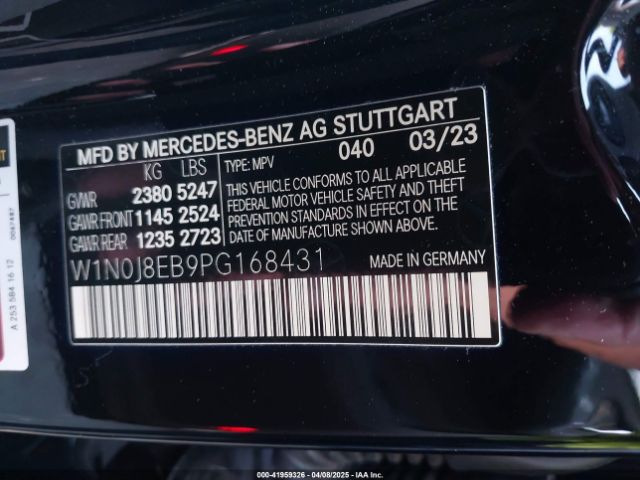 MFD BY MERCEDES-BENZ AG STUTTGART
KG LBS TYPE: MPV 040 03/23
GVWR 2380 5247
GAWR FRONT 1145 2524
GAWR REAR 1235 2723
THIS VEHICLE CONFORMS TO ALL APPLICABLE
FEDERAL MOTOR VEHICLE SAFETY AND THEFT
PREVENTION STANDARDS IN EFFECT ON THE
DATE OF MANUFACTURE SHOWN ABOVE.
W1N0J8EB9PG168431 MADE IN GERMANY
A 253 584 16 12
000-41959326 - 04/08/2025 - IAA Inc.